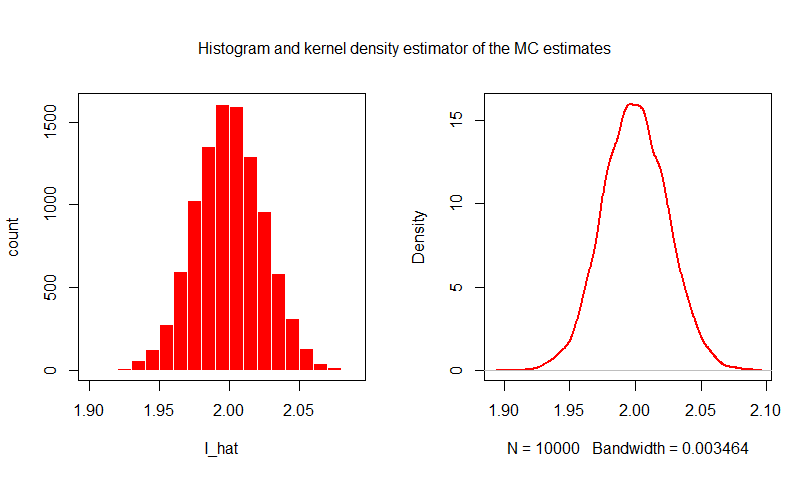 Histogram and kernel density estimator of the MC estimates
count
1500
1000
500
0
1.90 1.95 2.00 2.05
I_hat
Density
15
10
5
0
1.90 1.95 2.00 2.05 2.10
N = 10000 Bandwidth = 0.003464